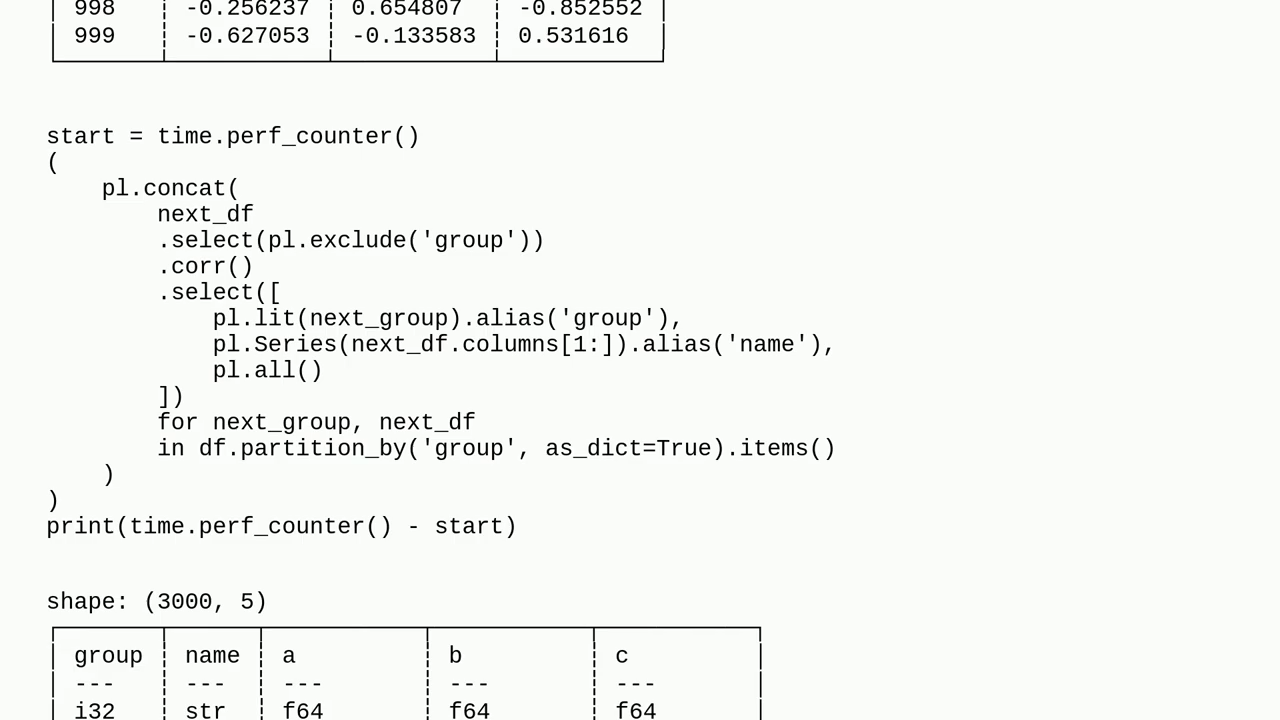 │ 998   ┆ -0.256237 ┆ 0.654807  ┆ -0.852552 │
│ 999   ┆ -0.627053 ┆ -0.133583 ┆ 0.531616  │
└───────┴───────────┴───────────┴───────────┘
start = time.perf_counter()
(
    pl.concat(
        next_df
        .select(pl.exclude('group'))
        .corr()
        .select([
            pl.lit(next_group).alias('group'),
            pl.Series(next_df.columns[1:]).alias('name'),
            pl.all()
        ])
        for next_group, next_df
        in df.partition_by('group', as_dict=True).items()
    )
)
print(time.perf_counter() - start)
shape: (3000, 5)
┌───────┬──────┬───────────┬───────────┬───────────┐
│ group ┆ name ┆ a         ┆ b         ┆ c         │
│ ---   ┆ ---  ┆ ---       ┆ ---       ┆ ---       │
│ i32   ┆ str  ┆ f64       ┆ f64       ┆ f64       │